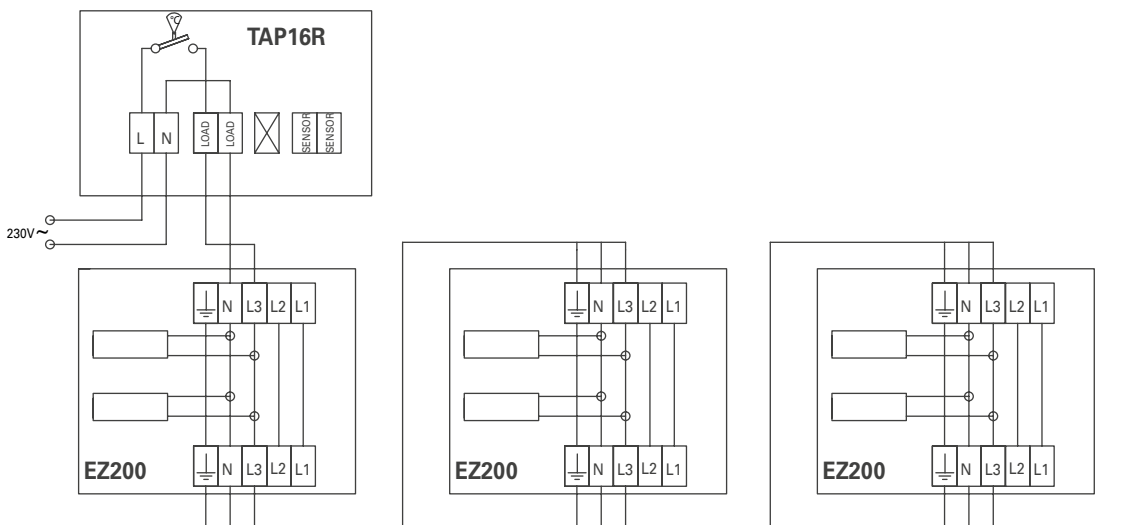 °C
TAP16R
L N LOAD LOAD SENSOR SENSOR
230V~
N L3 L2 L1
N L3 L2 L1
EZ200
N L3 L2 L1
N L3 L2 L1
EZ200
N L3 L2 L1
N L3 L2 L1
EZ200